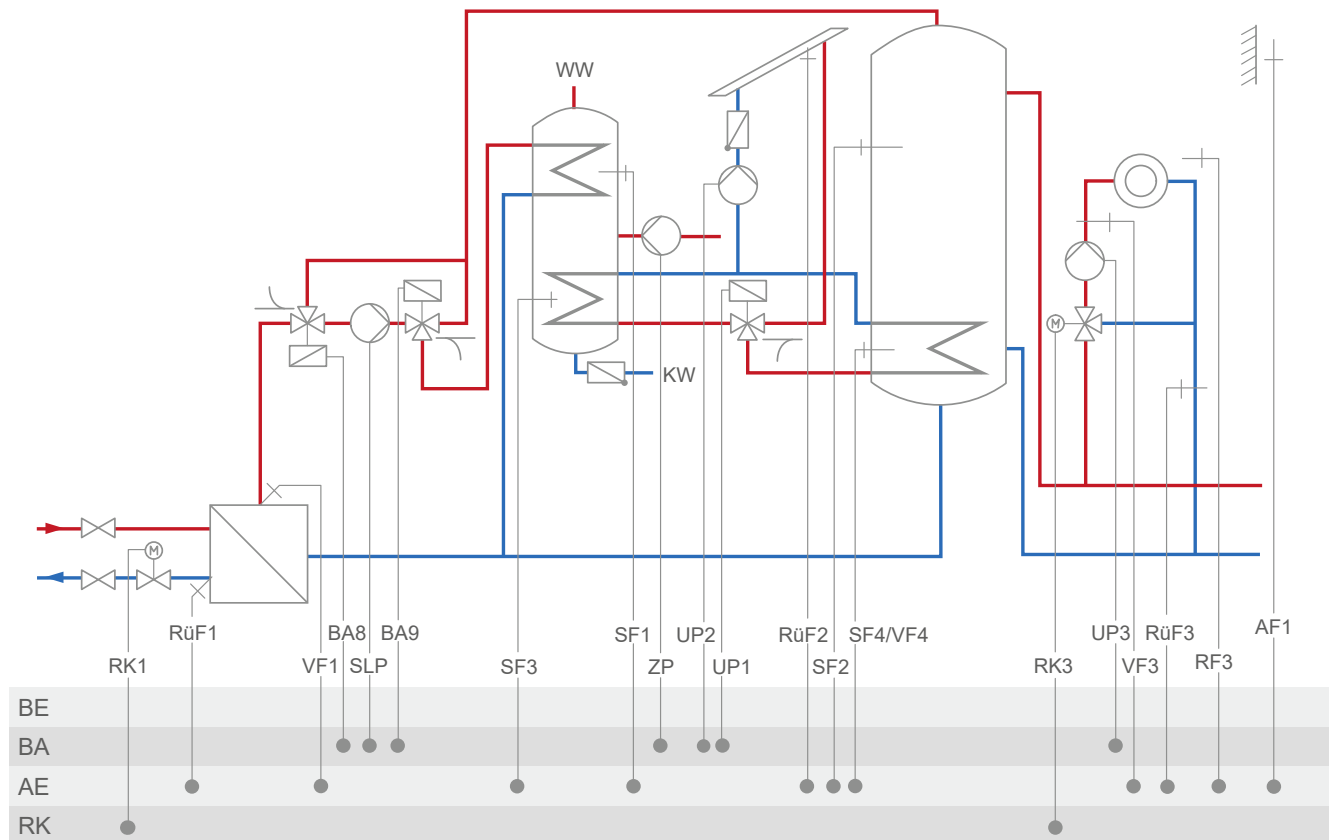 WW
KW
M
M
RüF1
BA8
BA9
SF1
UP2
RüF2
SF4/VF4
UP3
RüF3
AF1
RK1
VF1
SLP
SF3
ZP
UP1
SF2
RK3
VF3
RF3
BE
BA
AE
RK